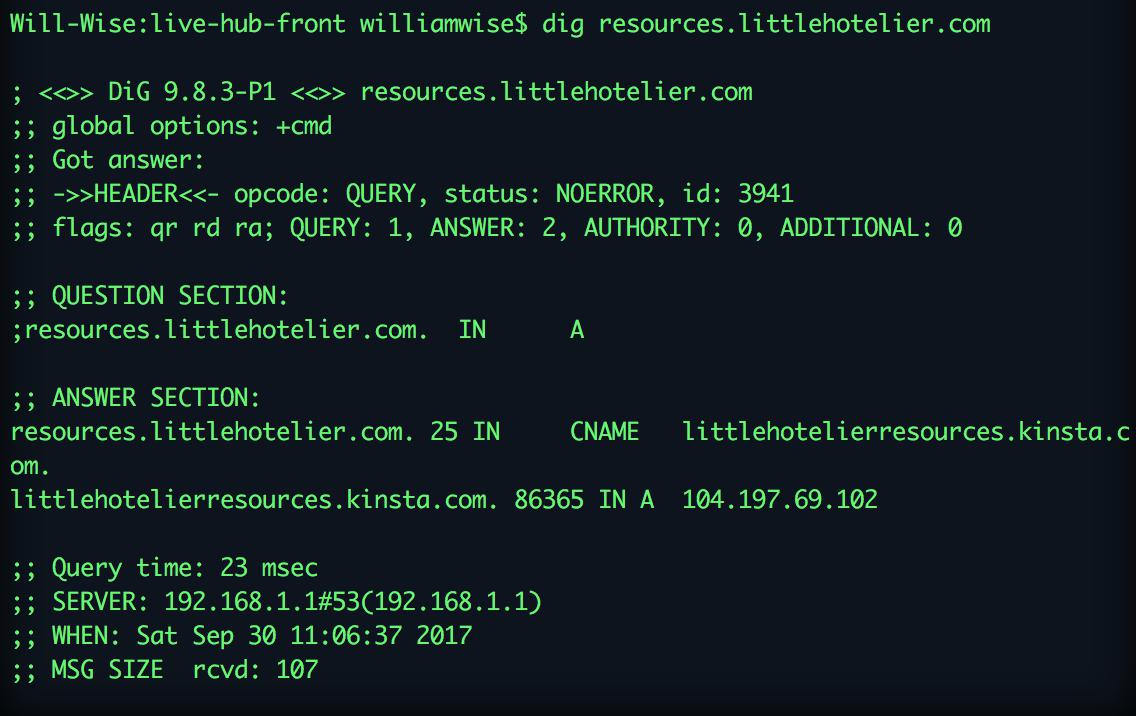 Will-Wise:live-hub-front williamwise$ dig resources.littlehotelier.com
; <<>> DiG 9.8.3-P1 <<>> resources.littlehotelier.com
;; global options: +cmd
;; Got answer:
;; ->>HEADER<<- opcode: QUERY, status: NOERROR, id: 3941
;; flags: qr rd ra; QUERY: 1, ANSWER: 2, AUTHORITY: 0, ADDITIONAL: 0
;; QUESTION SECTION:
;resources.littlehotelier.com.  IN      A
;; ANSWER SECTION:
resources.littlehotelier.com. 25 IN     CNAME   littlehotelierresources.kinsta.c
om.
littlehotelierresources.kinsta.com. 86365 IN A  104.197.69.102
;; Query time: 23 msec
;; SERVER: 192.168.1.1#53(192.168.1.1)
;; WHEN: Sat Sep 30 11:06:37 2017
;; MSG SIZE  rcvd: 107